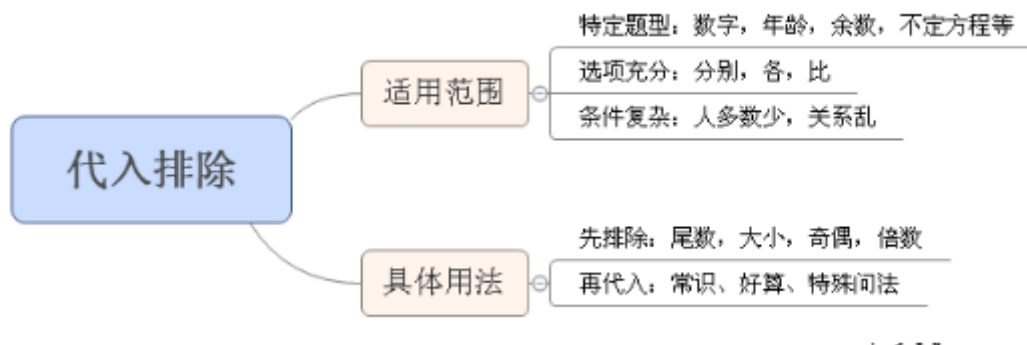 代入排除
适用范围
特定题型：数字，年龄，余数，不定方程等
选项充分：分别，各，比
条件复杂：人多数少，关系乱
具体用法
先排除：尾数，大小，奇偶，倍数
再代入：常识、好算、特殊问法